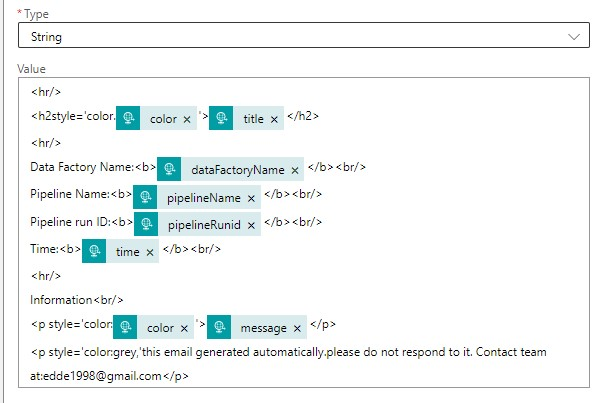 * Type
String
Value
<hr/>
<h2style='color. color × '> title × </h2>
<hr/>
Data Factory Name:<b> dataFactoryName × </b><br/>
Pipeline Name:<b> pipelineName × </b><br/>
Pipeline run ID:<b> pipelineRunid × </b><br/>
Time:<b> time × </b><br/>
<hr/>
Information<br/>
<p style='color: color × '> message × </p>
<p style='color:grey,'this email generated automatically.please do not respond to it. Contact team
at:edde1998@gmail.com</p>